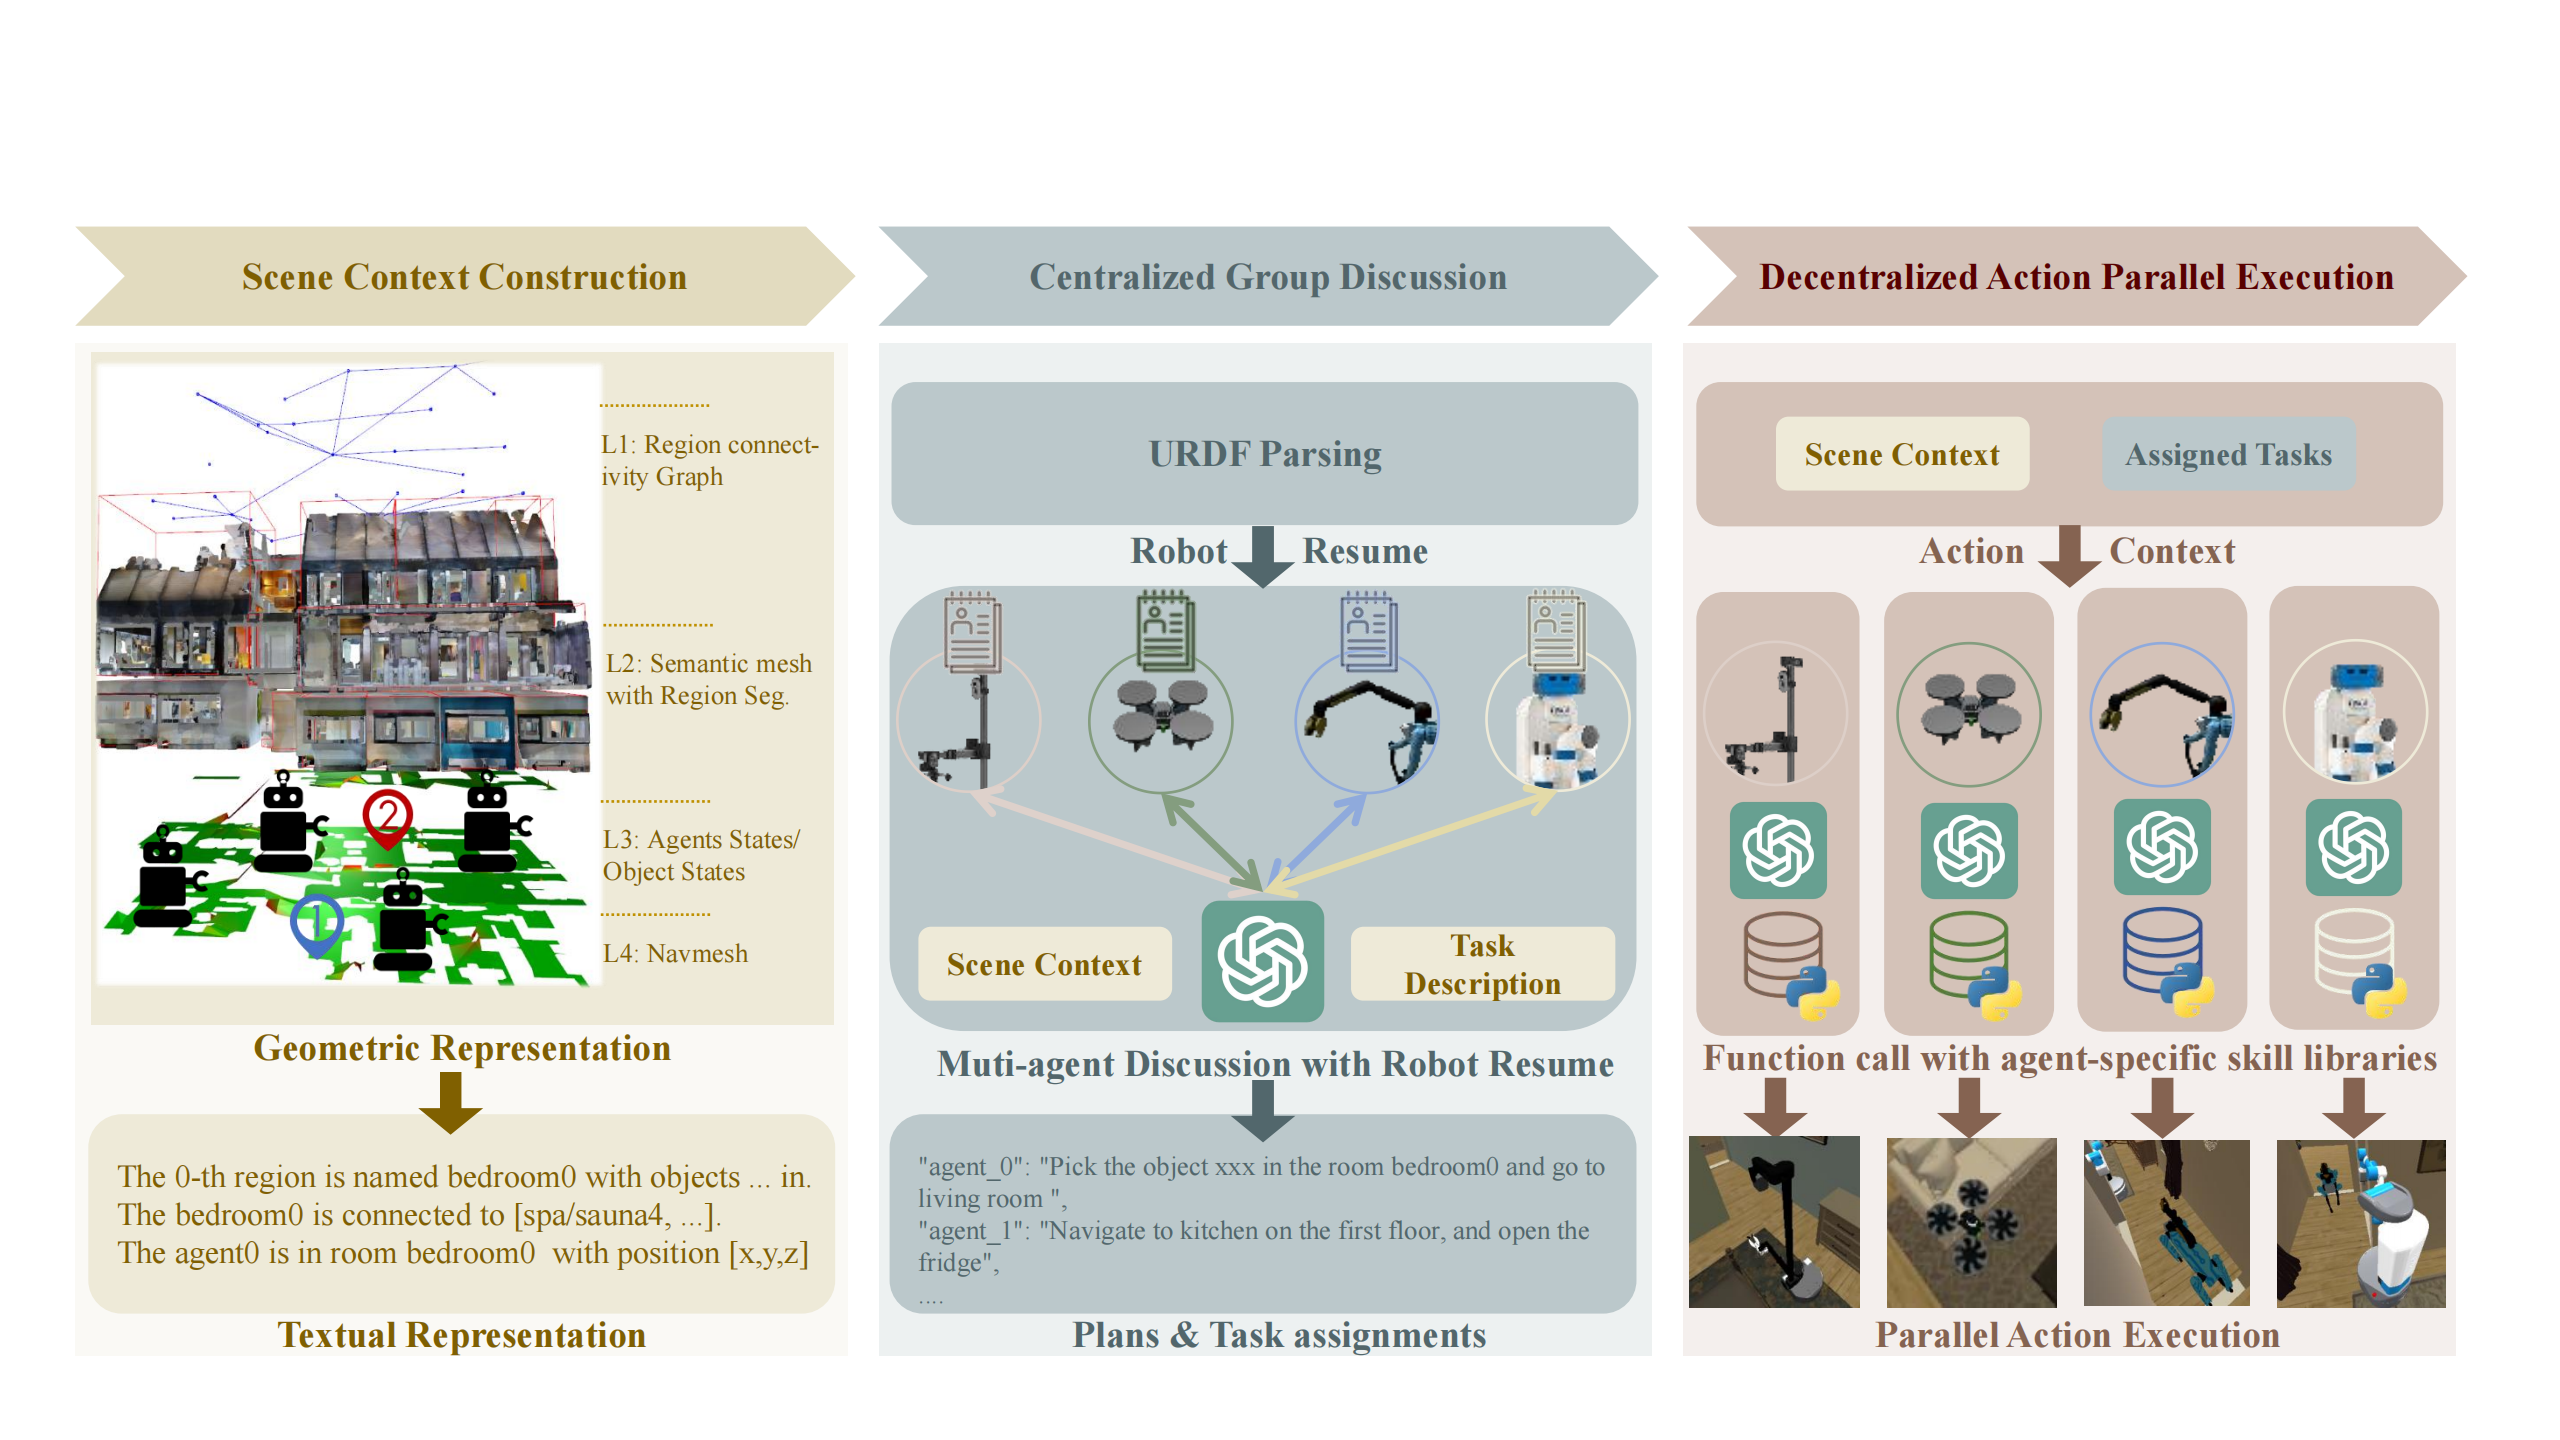 Scene Context Construction
L1: Region connect-
ivity Graph
L2: Semantic mesh
with Region Seg.
L3: Agents States/
Object States
L4: Navmesh
2
1
Geometric Representation
The 0-th region is named bedroom0 with objects ... in.
The bedroom0 is connected to [spa/sauna4, ...].
The agent0 is in room bedroom0 with position [x,y,z]
Textual Representation
Centralized Group Discussion
URDF Parsing
Robot Resume
Scene Context
Task
Description
Muti-agent Discussion with Robot Resume
"agent_0": "Pick the object xxx in the room bedroom0 and go to
living room ",
"agent_1": "Navigate to kitchen on the first floor, and open the
fridge",
....
Plans & Task assignments
Decentralized Action Parallel Execution
Scene Context
Assigned Tasks
Action Context
Function call with agent-specific skill libraries
Parallel Action Execution